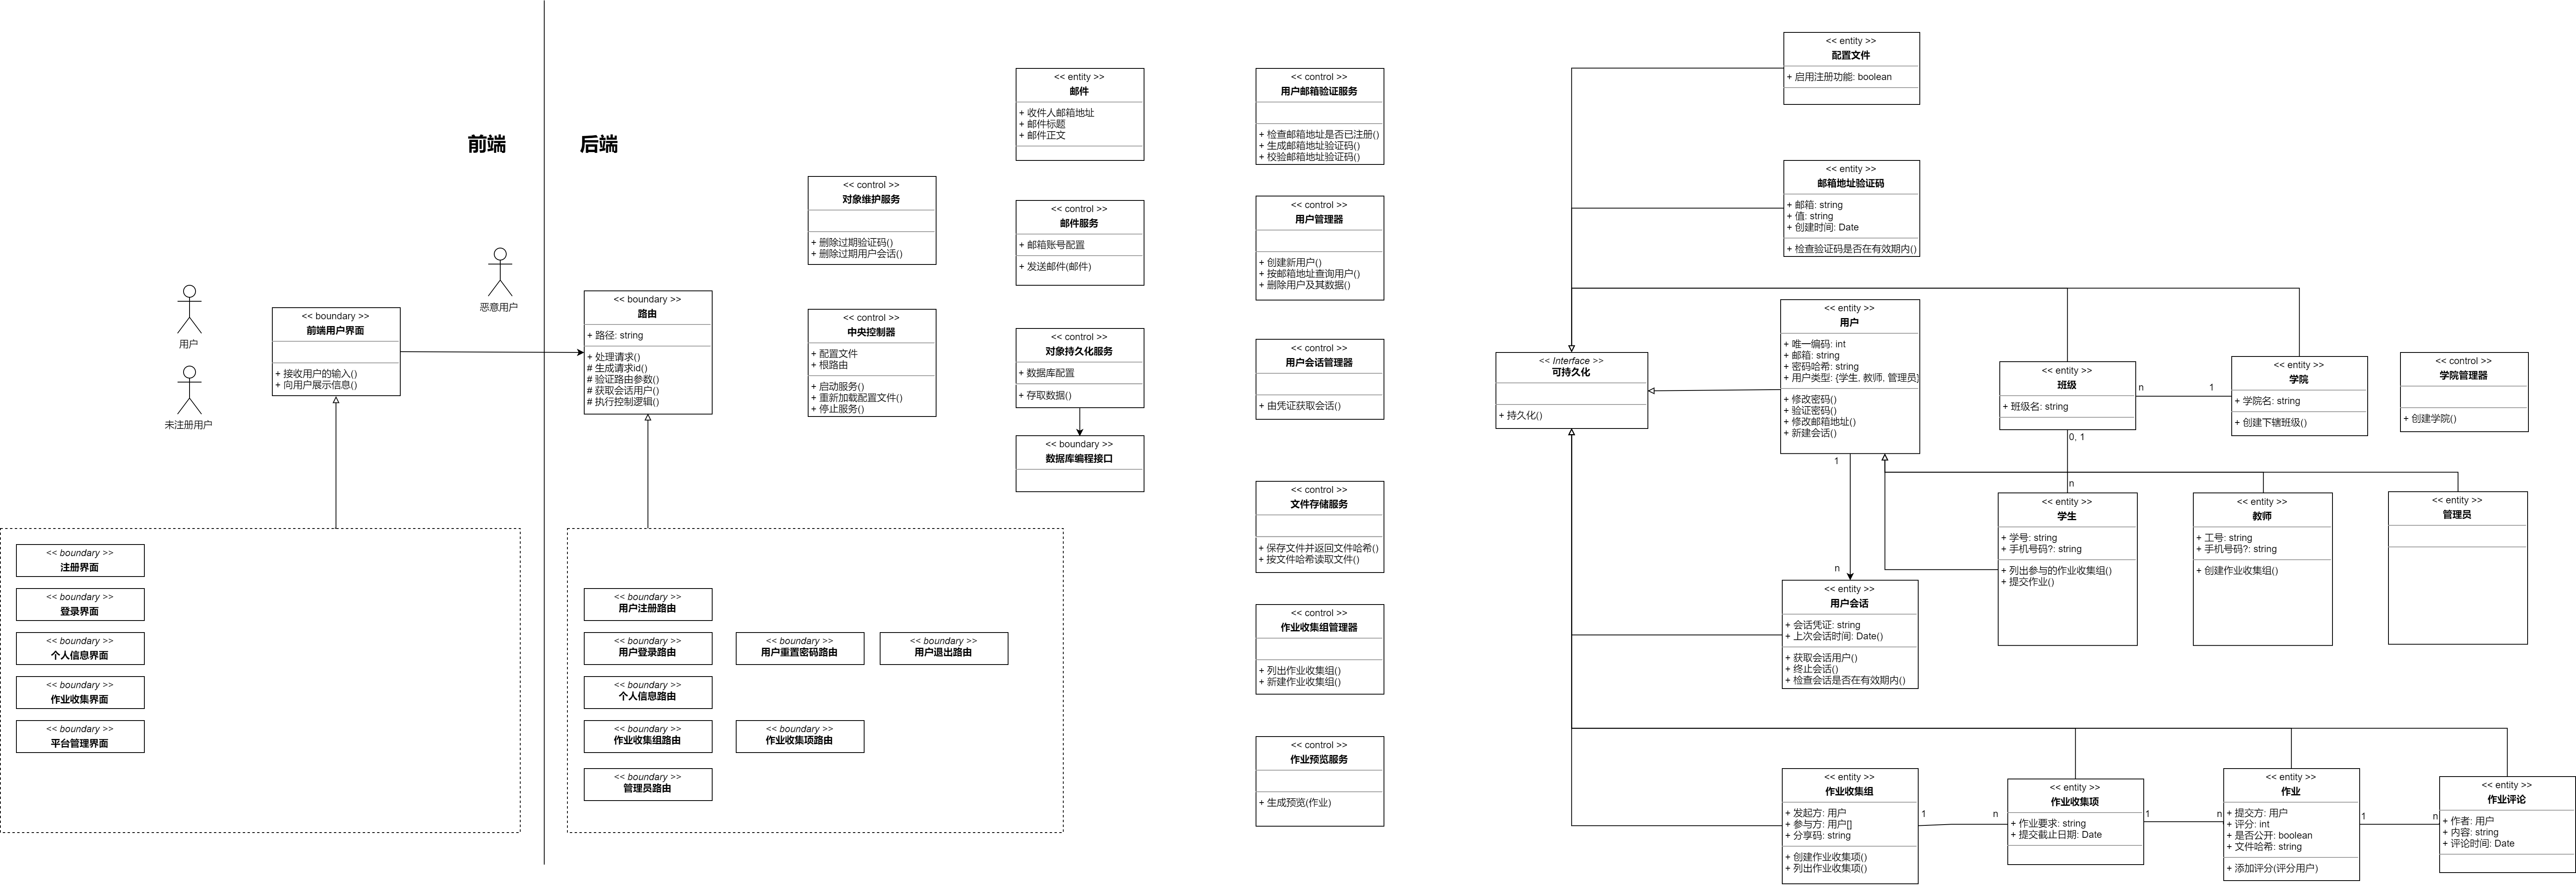 前端
后端
用户
未注册用户
<< boundary >>
前端用户界面
+ 接收用户的输入()
+ 向用户展示信息()
恶意用户
<< boundary >>
注册界面
<< boundary >>
登录界面
<< boundary >>
个人信息界面
<< boundary >>
作业收集界面
<< boundary >>
平台管理界面
<< boundary >>
路由
+ 路径: string
+ 处理请求()
# 生成请求id()
# 验证路由参数()
# 获取会话用户()
# 执行控制逻辑()
<< boundary >>
用户注册路由
<< boundary >>
用户登录路由
<< boundary >>
用户重置密码路由
<< boundary >>
用户退出路由
<< boundary >>
个人信息路由
<< boundary >>
作业收集组路由
<< boundary >>
作业收集项路由
<< boundary >>
管理员路由
<< control >>
对象维护服务
+ 删除过期验证码()
+ 删除过期用户会话()
<< control >>
中央控制器
+ 配置文件
+ 根路由
+ 启动服务()
+ 重新加载配置文件()
+ 停止服务()
<< entity >>
邮件
+ 收件人邮箱地址
+ 邮件标题
+ 邮件正文
<< control >>
邮件服务
+ 邮箱账号配置
+ 发送邮件(邮件)
<< control >>
对象持久化服务
+ 数据库配置
+ 存取数据()
<< boundary >>
数据库编程接口
<< control >>
用户邮箱验证服务
+ 检查邮箱地址是否已注册()
+ 生成邮箱地址验证码()
+ 校验邮箱地址验证码()
<< control >>
用户管理器
+ 创建新用户()
+ 按邮箱地址查询用户()
+ 删除用户及其数据()
<< control >>
用户会话管理器
+ 由凭证获取会话()
<< control >>
文件存储服务
+ 保存文件并返回文件哈希()
+ 按文件哈希读取文件()
<< control >>
作业收集组管理器
+ 列出作业收集组()
+ 新建作业收集组()
<< control >>
作业预览服务
+ 生成预览(作业)
<< Interface >>
可持久化
+ 持久化()
<< entity >>
配置文件
+ 启用注册功能: boolean
<< entity >>
邮箱地址验证码
+ 邮箱: string
+ 值: string
+ 创建时间: Date
+ 检查验证码是否在有效期内()
<< entity >>
用户
+ 唯一编码: int
+ 邮箱: string
+ 密码哈希: string
+ 用户类型: {学生, 教师, 管理员}
+ 修改密码()
+ 验证密码()
+ 修改邮箱地址()
+ 新建会话()
1
n
<< entity >>
用户会话
+ 会话凭证: string
+ 上次会话时间: Date()
+ 获取会话用户()
+ 终止会话()
+ 检查会话是否在有效期内()
<< entity >>
班级
+ 班级名: string
n
1
<< entity >>
学院
+ 学院名: string
+ 创建下辖班级()
<< control >>
学院管理器
+ 创建学院()
0, 1
n
<< entity >>
学生
+ 学号: string
+ 手机号码?: string
+ 列出参与的作业收集组()
+ 提交作业()
<< entity >>
教师
+ 工号: string
+ 手机号码?: string
+ 创建作业收集组()
<< entity >>
管理员
<< entity >>
作业收集组
+ 发起方: 用户
+ 参与方: 用户[]
+ 分享码: string
+ 创建作业收集项()
+ 列出作业收集项()
1
n
<< entity >>
作业收集项
+ 作业要求: string
+ 提交截止日期: Date
1
n
<< entity >>
作业
+ 提交方: 用户
+ 评分: int
+ 是否公开: boolean
+ 文件哈希: string
+ 添加评分(评分用户)
1
n
<< entity >>
作业评论
+ 作者: 用户
+ 内容: string
+ 评论时间: Date